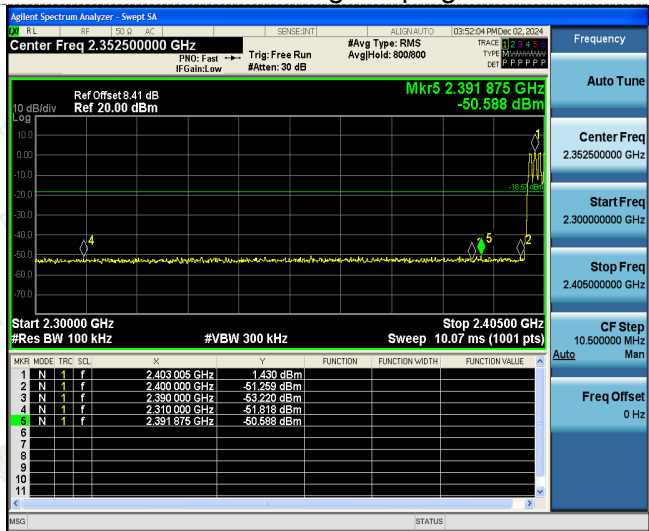 Agilent Spectrum Analyzer - Swept SA
RL RF 50 Ω AC SENSE:INT ALIGN AUTO 03:52:04 PM Dec 02, 2024
Center Freq 2.352500000 GHz
PNO: Fast
IFGain:Low
Trig: Free Run
#Atten: 30 dB
#Avg Type: RMS
Avg|Hold: 800/800
TRACE 1 2 3 4 5 6
TYPE M
DET P P P P P P
Ref Offset 8.41 dB
Ref 20.00 dBm
10 dB/div
Log
Mkr5 2.391 875 GHz
-50.588 dBm
10.0
0.00
-10.0
-20.0
-30.0
-40.0
-50.0
-60.0
-70.0
1
4
5
2
Start 2.30000 GHz
Stop 2.40500 GHz
#Res BW 100 kHz #VBW 300 kHz Sweep 10.07 ms (1001 pts)
MKR MODE TRC SCL X Y FUNCTION FUNCTION WIDTH FUNCTION VALUE
1 N 1 f 2.403 005 GHz 1.430 dBm
2 N 1 f 2.400 000 GHz -51.259 dBm
3 N 1 f 2.390 000 GHz -53.220 dBm
4 N 1 f 2.310 000 GHz -51.818 dBm
5 N 1 f 2.391 875 GHz -50.588 dBm
6
7
8
9
10
11
MSG STATUS
Frequency
Auto Tune
Center Freq
2.352500000 GHz
Start Freq
2.300000000 GHz
Stop Freq
2.405000000 GHz
CF Step
10.500000 MHz
Auto Man
Freq Offset
0 Hz